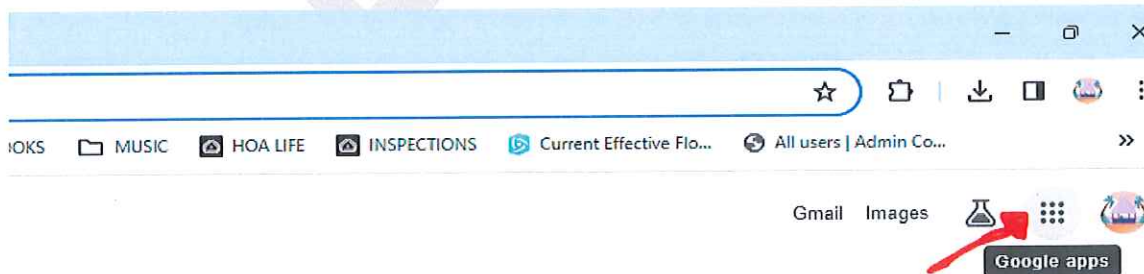 OKS MUSIC HOA LIFE INSPECTIONS Current Effective Flo... All users | Admin Co... »
Gmail Images
Google apps